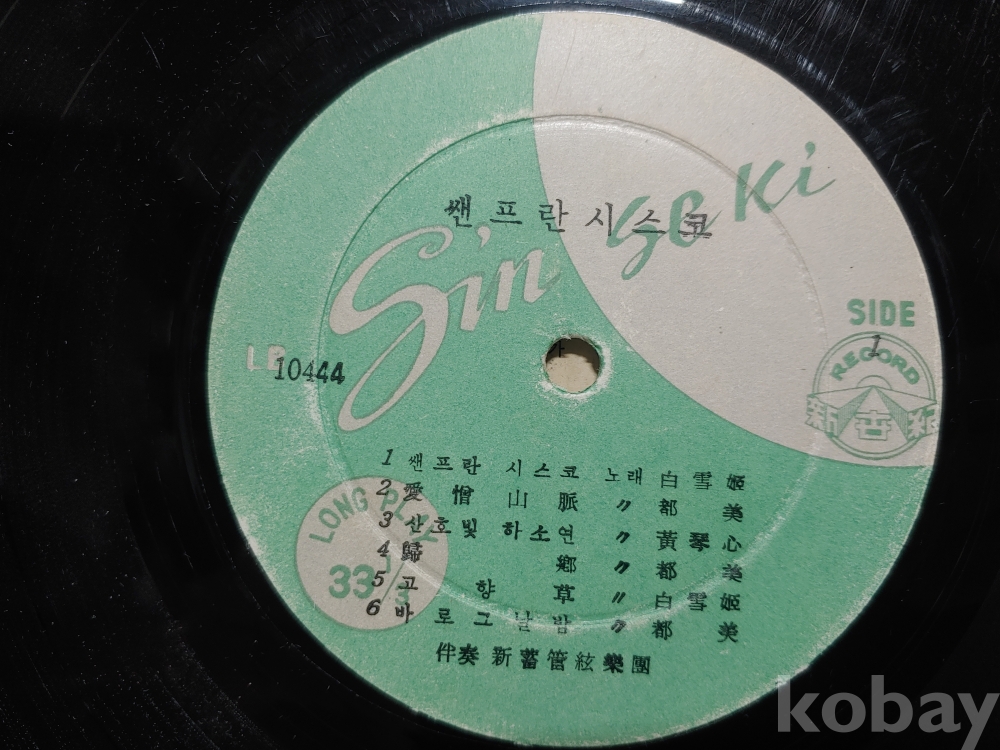 쌘프란시스코
Sin Se Ki
SIDE
1
RECORD
新世紀
LP
10444
1 쌘프란 시스코 노래 白雪姬
2 愛憎山脈 〃 都美
3 산호빛 하소연 〃 黃琴心
4 歸鄕 〃 都美
5 고향草 〃 白雪姬
6 바로그날밤 〃 都美
LONG PLAY
33 1/3
伴奏 新蓄管絃樂團
kobay